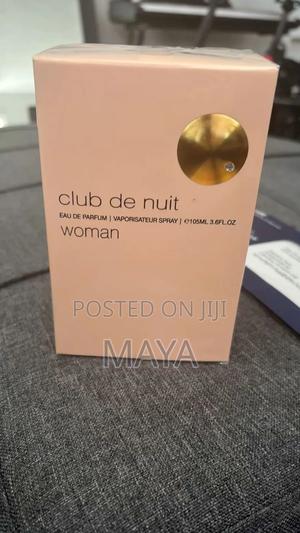 club de nuit
EAU DE PARFUM | VAPORISATEUR SPRAY | ℮105ML 3.6FL.OZ
woman
POSTED ON JIJI
MAYA